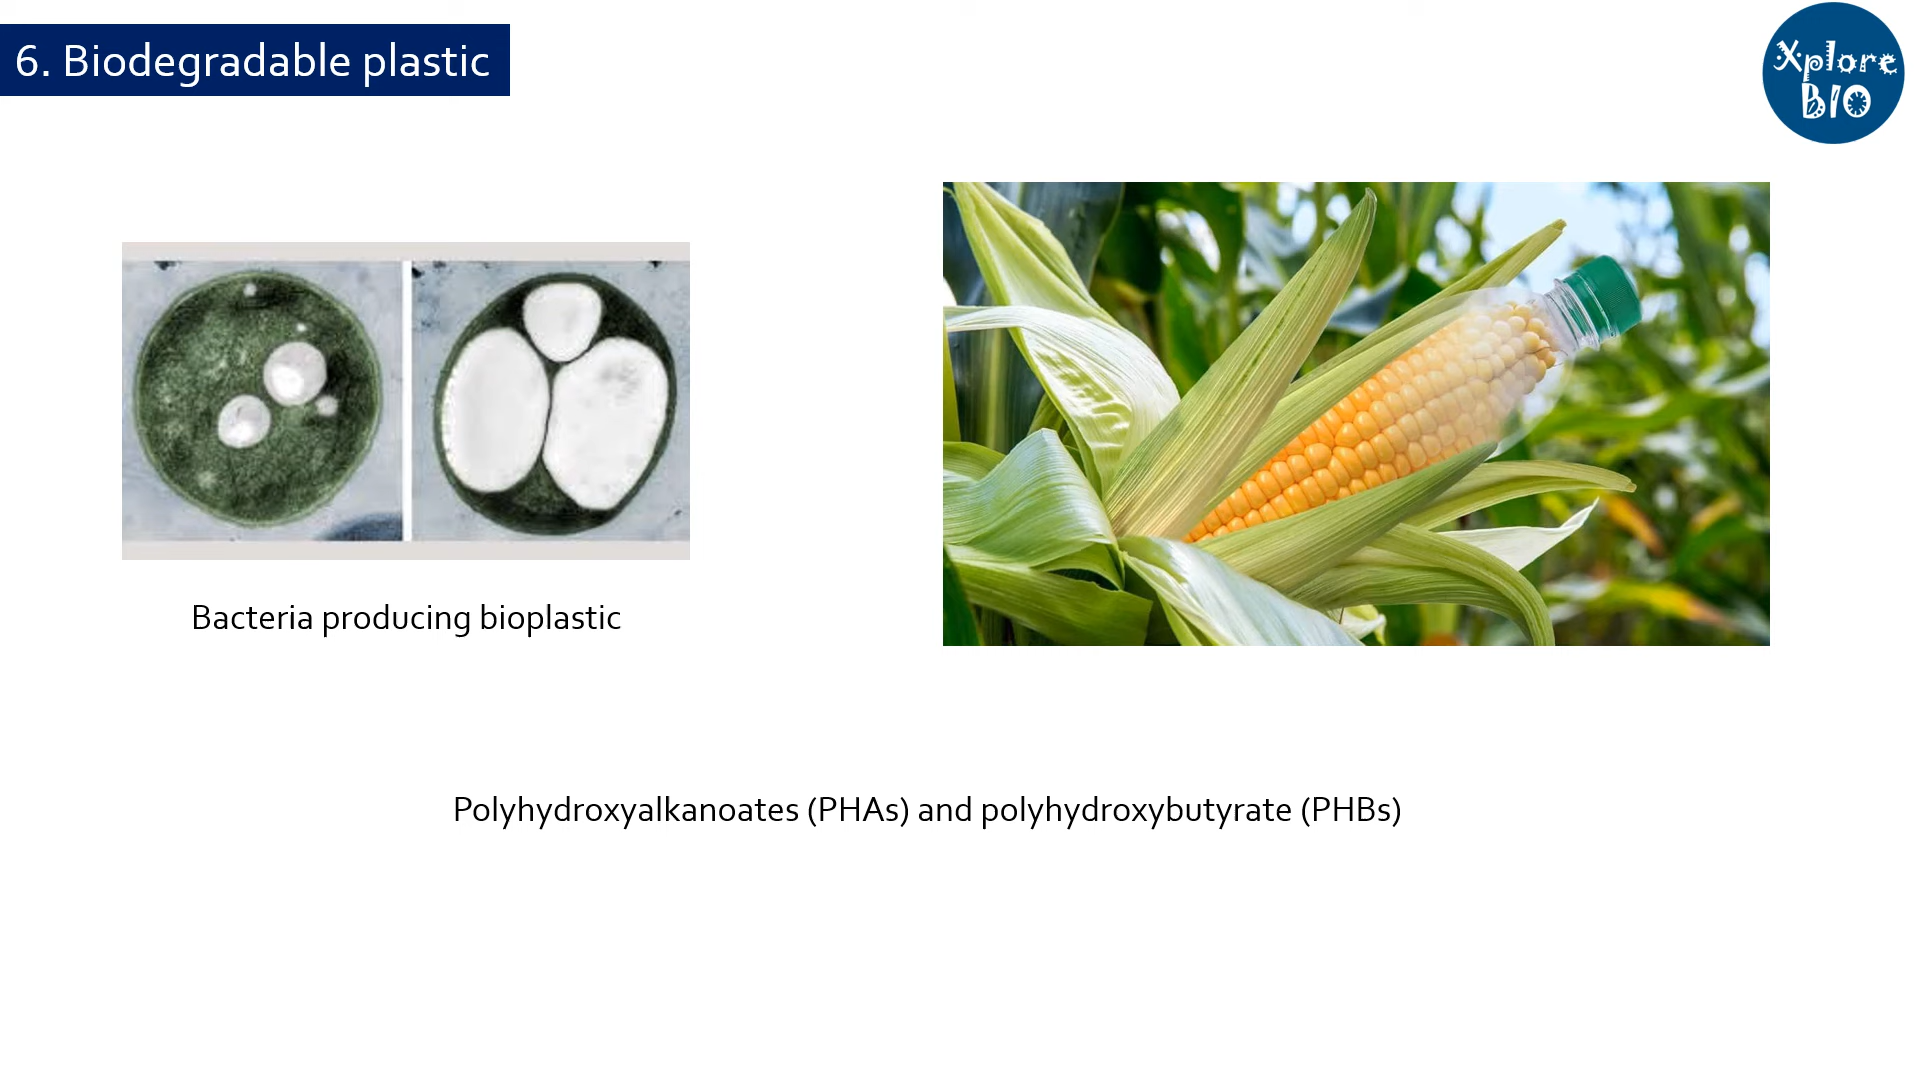 6. Biodegradable plastic
Xplore
BIO
Bacteria producing bioplastic
Polyhydroxyalkanoates (PHAs) and polyhydroxybutyrate (PHBs)